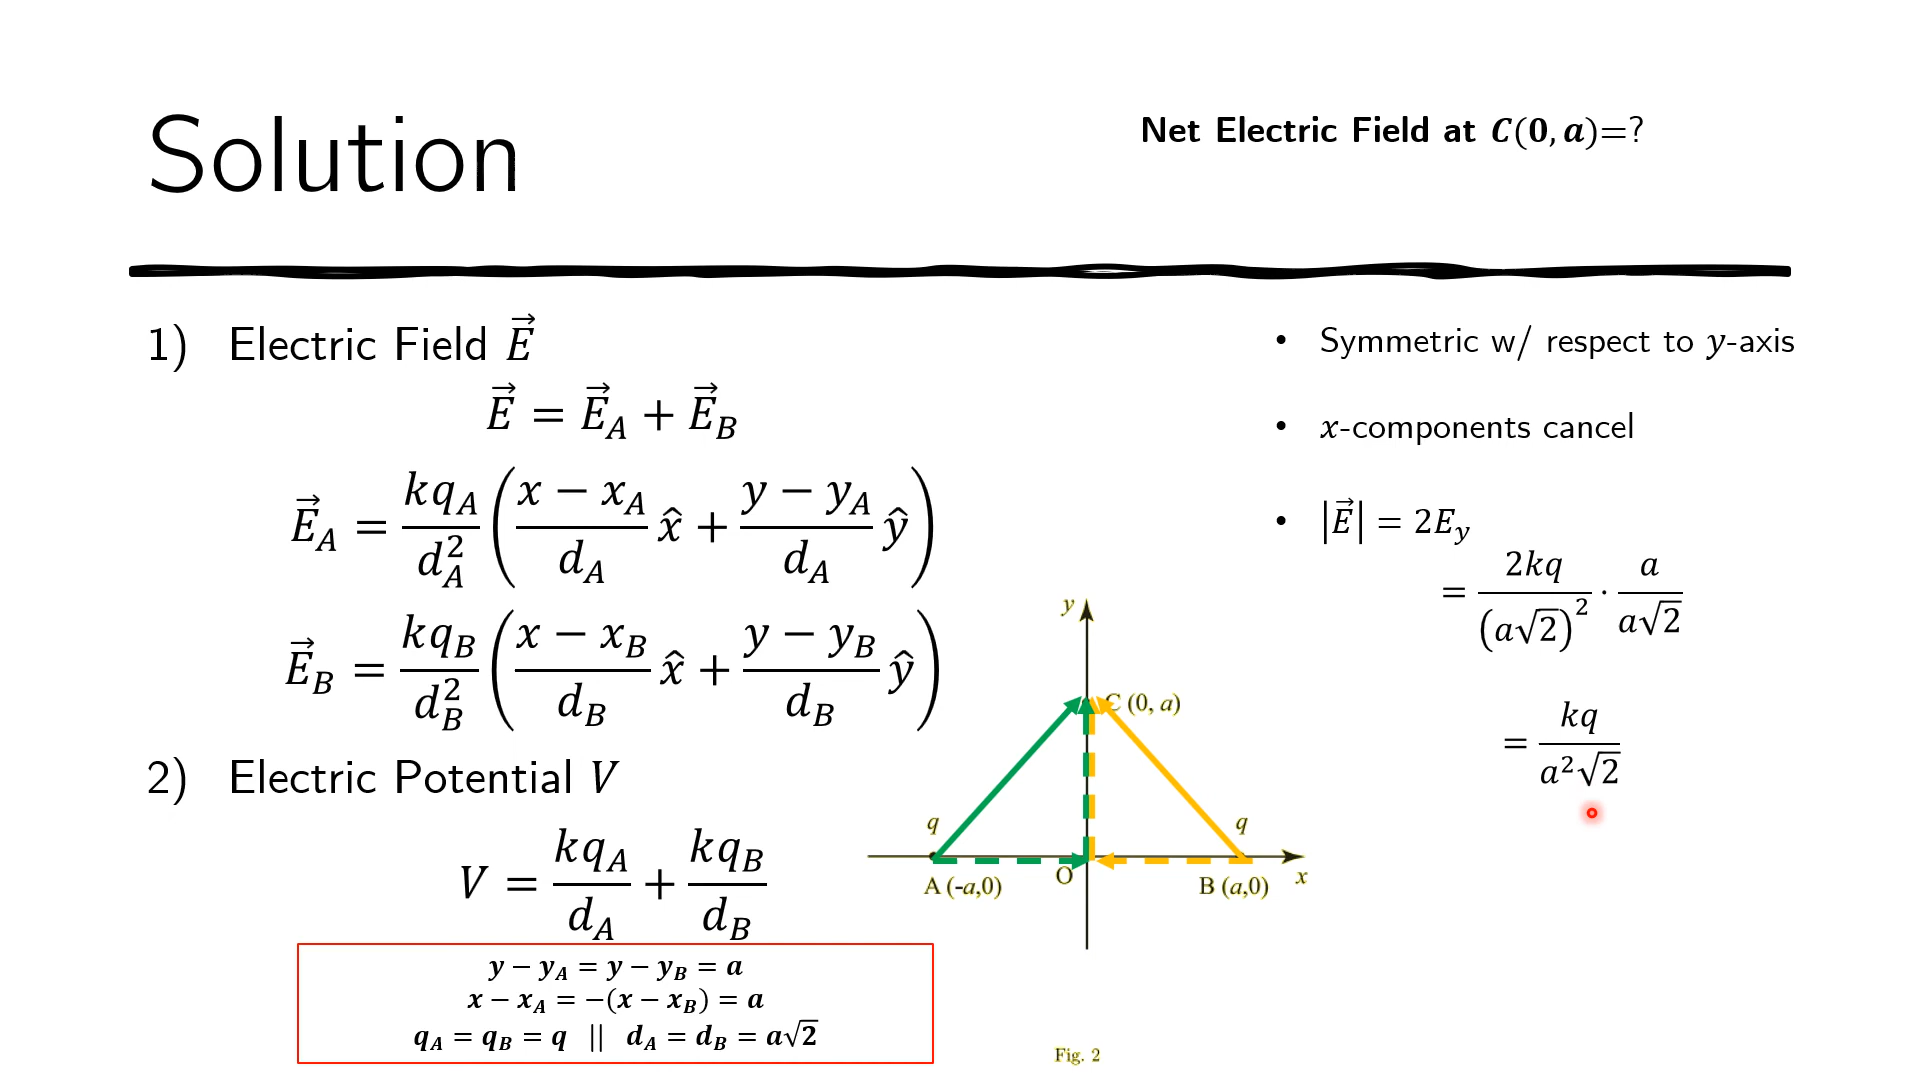 Solution
Net Electric Field at C(0, a)=?
1) Electric Field E⃗
E⃗ = E⃗_A + E⃗_B
E⃗_A = kq_A/d_A^2 ((x − x_A)/d_A x̂ + (y − y_A)/d_A ŷ)
E⃗_B = kq_B/d_B^2 ((x − x_B)/d_B x̂ + (y − y_B)/d_B ŷ)
2) Electric Potential V
V = kq_A/d_A + kq_B/d_B
y − y_A = y − y_B = a
x − x_A = −(x − x_B) = a
q_A = q_B = q || d_A = d_B = a√2
• Symmetric w/ respect to y-axis
• x-components cancel
• |E⃗| = 2E_y
= 2kq/(a√2)^2 · a/(a√2)
= kq/(a^2√2)
y
C (0, a)
q
q
A (-a,0)
O
B (a,0)
x
Fig. 2